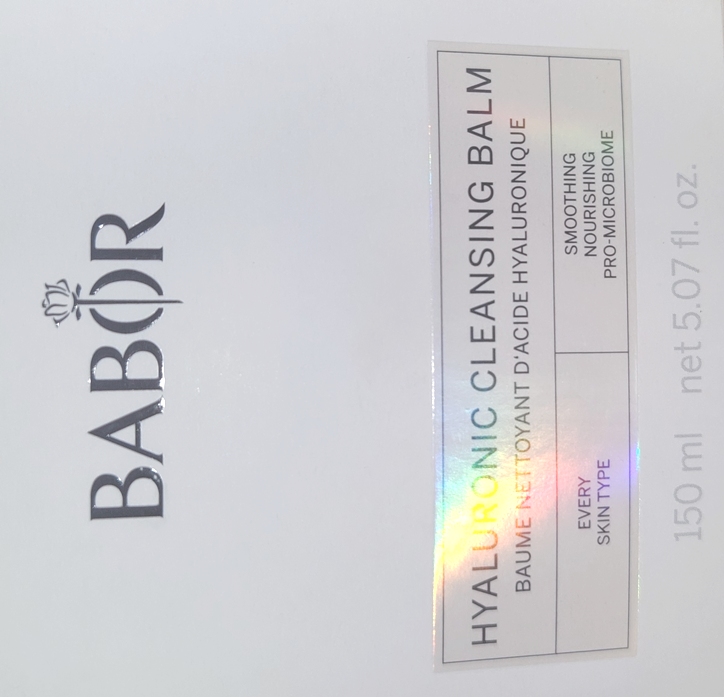 BABOR
HYALURONIC CLEANSING BALM
BAUME NETTOYANT D'ACIDE HYALURONIQUE
EVERY
SKIN TYPE
SMOOTHING
NOURISHING
PRO-MICROBIOME
150 ml net 5.07 fl. oz.